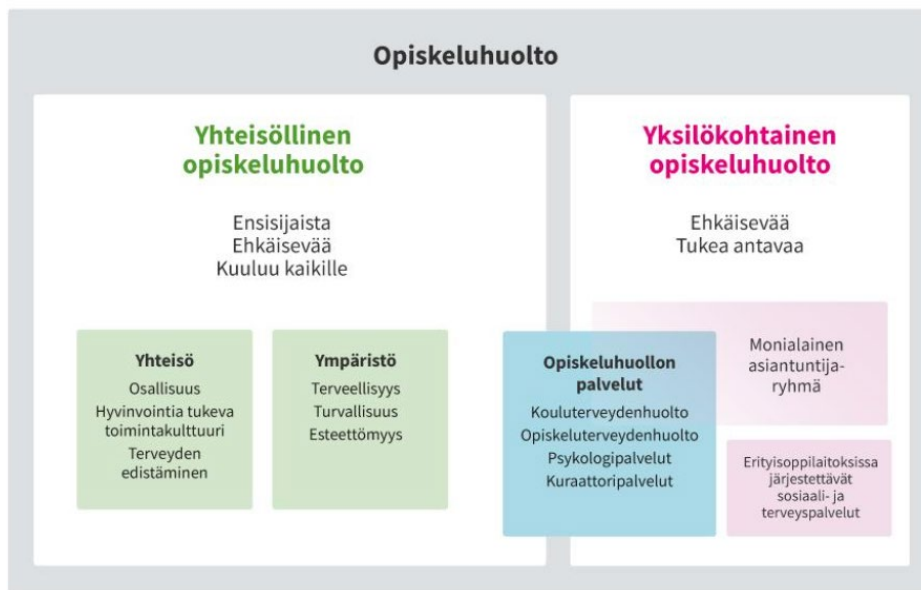 Opiskeluhuolto
Yhteisöllinen
opiskeluhuolto
Ensisijaista
Ehkäisevää
Kuuluu kaikille
Yhteisö
Osallisuus
Hyvinvointia tukeva
toimintakulttuuri
Terveyden
edistäminen
Ympäristö
Terveellisyys
Turvallisuus
Esteettömyys
Opiskeluhuollon
palvelut
Kouluterveydenhuolto
Opiskeluterveydenhuolto
Psykologipalvelut
Kuraattoripalvelut
Yksilökohtainen
opiskeluhuolto
Ehkäisevää
Tukea antavaa
Monialainen
asiantuntija-
ryhmä
Erityisoppilaitoksissa
järjestettävät
sosiaali- ja
terveyspalvelut